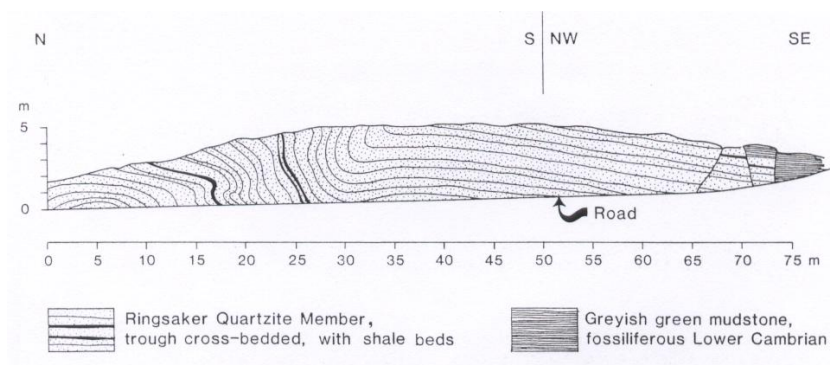 N
S NW
SE
m
5
0
Road
0 5 10 15 20 25 30 35 40 45 50 55 60 65 70 75 m
Ringsaker Quartzite Member,
trough cross-bedded, with shale beds
Greyish green mudstone,
fossiliferous Lower Cambrian